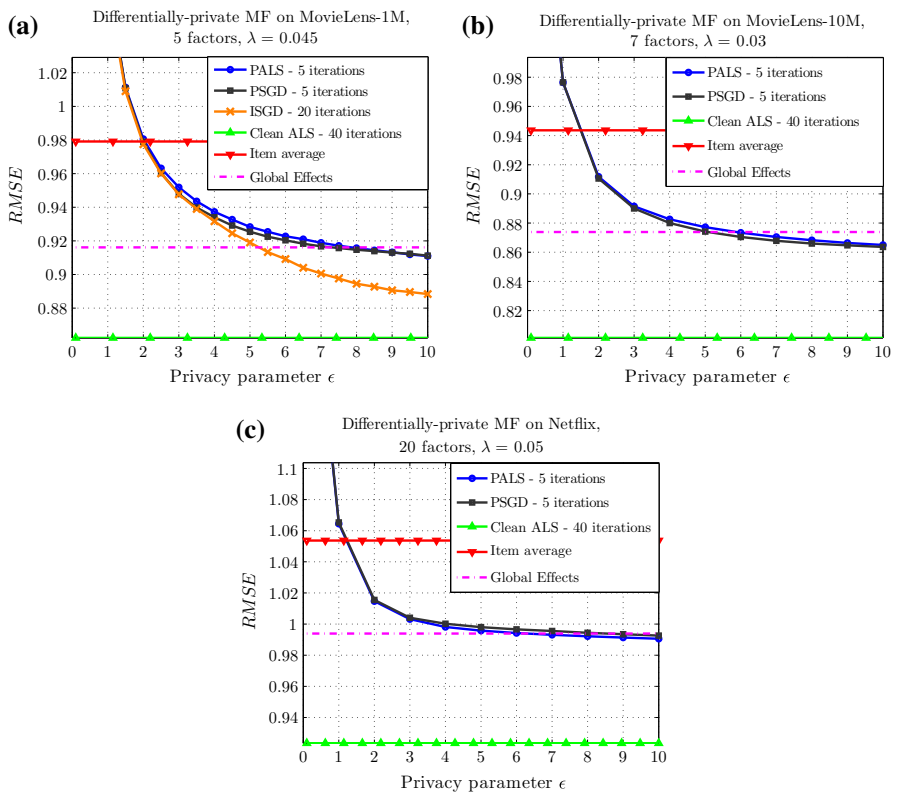 (a)
Differentially-private MF on MovieLens-1M,
5 factors, λ = 0.045
1.02
1
0.98
0.96
0.94
0.92
0.9
0.88
RMSE
PALS - 5 iterations
PSGD - 5 iterations
ISGD - 20 iterations
Clean ALS - 40 iterations
Item average
Global Effects
0 1 2 3 4 5 6 7 8 9 10
Privacy parameter ϵ
(b)
Differentially-private MF on MovieLens-10M,
7 factors, λ = 0.03
0.98
0.96
0.94
0.92
0.9
0.88
0.86
0.84
0.82
RMSE
PALS - 5 iterations
PSGD - 5 iterations
Clean ALS - 40 iterations
Item average
Global Effects
0 1 2 3 4 5 6 7 8 9 10
Privacy parameter ϵ
(c)
Differentially-private MF on Netflix,
20 factors, λ = 0.05
1.1
1.08
1.06
1.04
1.02
1
0.98
0.96
0.94
RMSE
PALS - 5 iterations
PSGD - 5 iterations
Clean ALS - 40 iterations
Item average
Global Effects
0 1 2 3 4 5 6 7 8 9 10
Privacy parameter ϵ